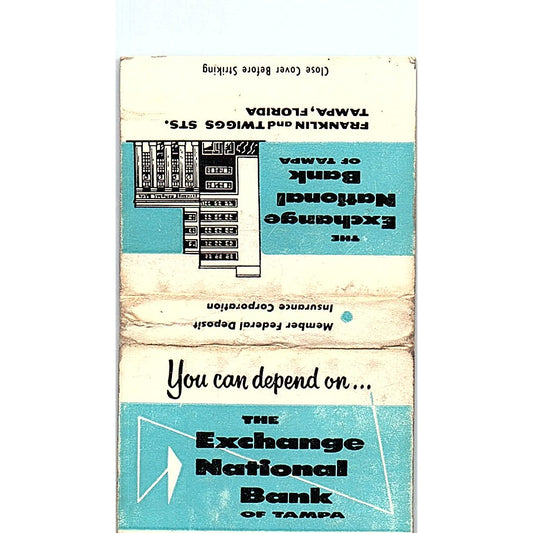 Close Cover Before Striking
FRANKLIN and TWIGGS STS.
TAMPA, FLORIDA
THE
Exchange
National
Bank
OF TAMPA
Member Federal Deposit
Insurance Corporation
You can depend on...
THE
Exchange
National
Bank
OF TAMPA